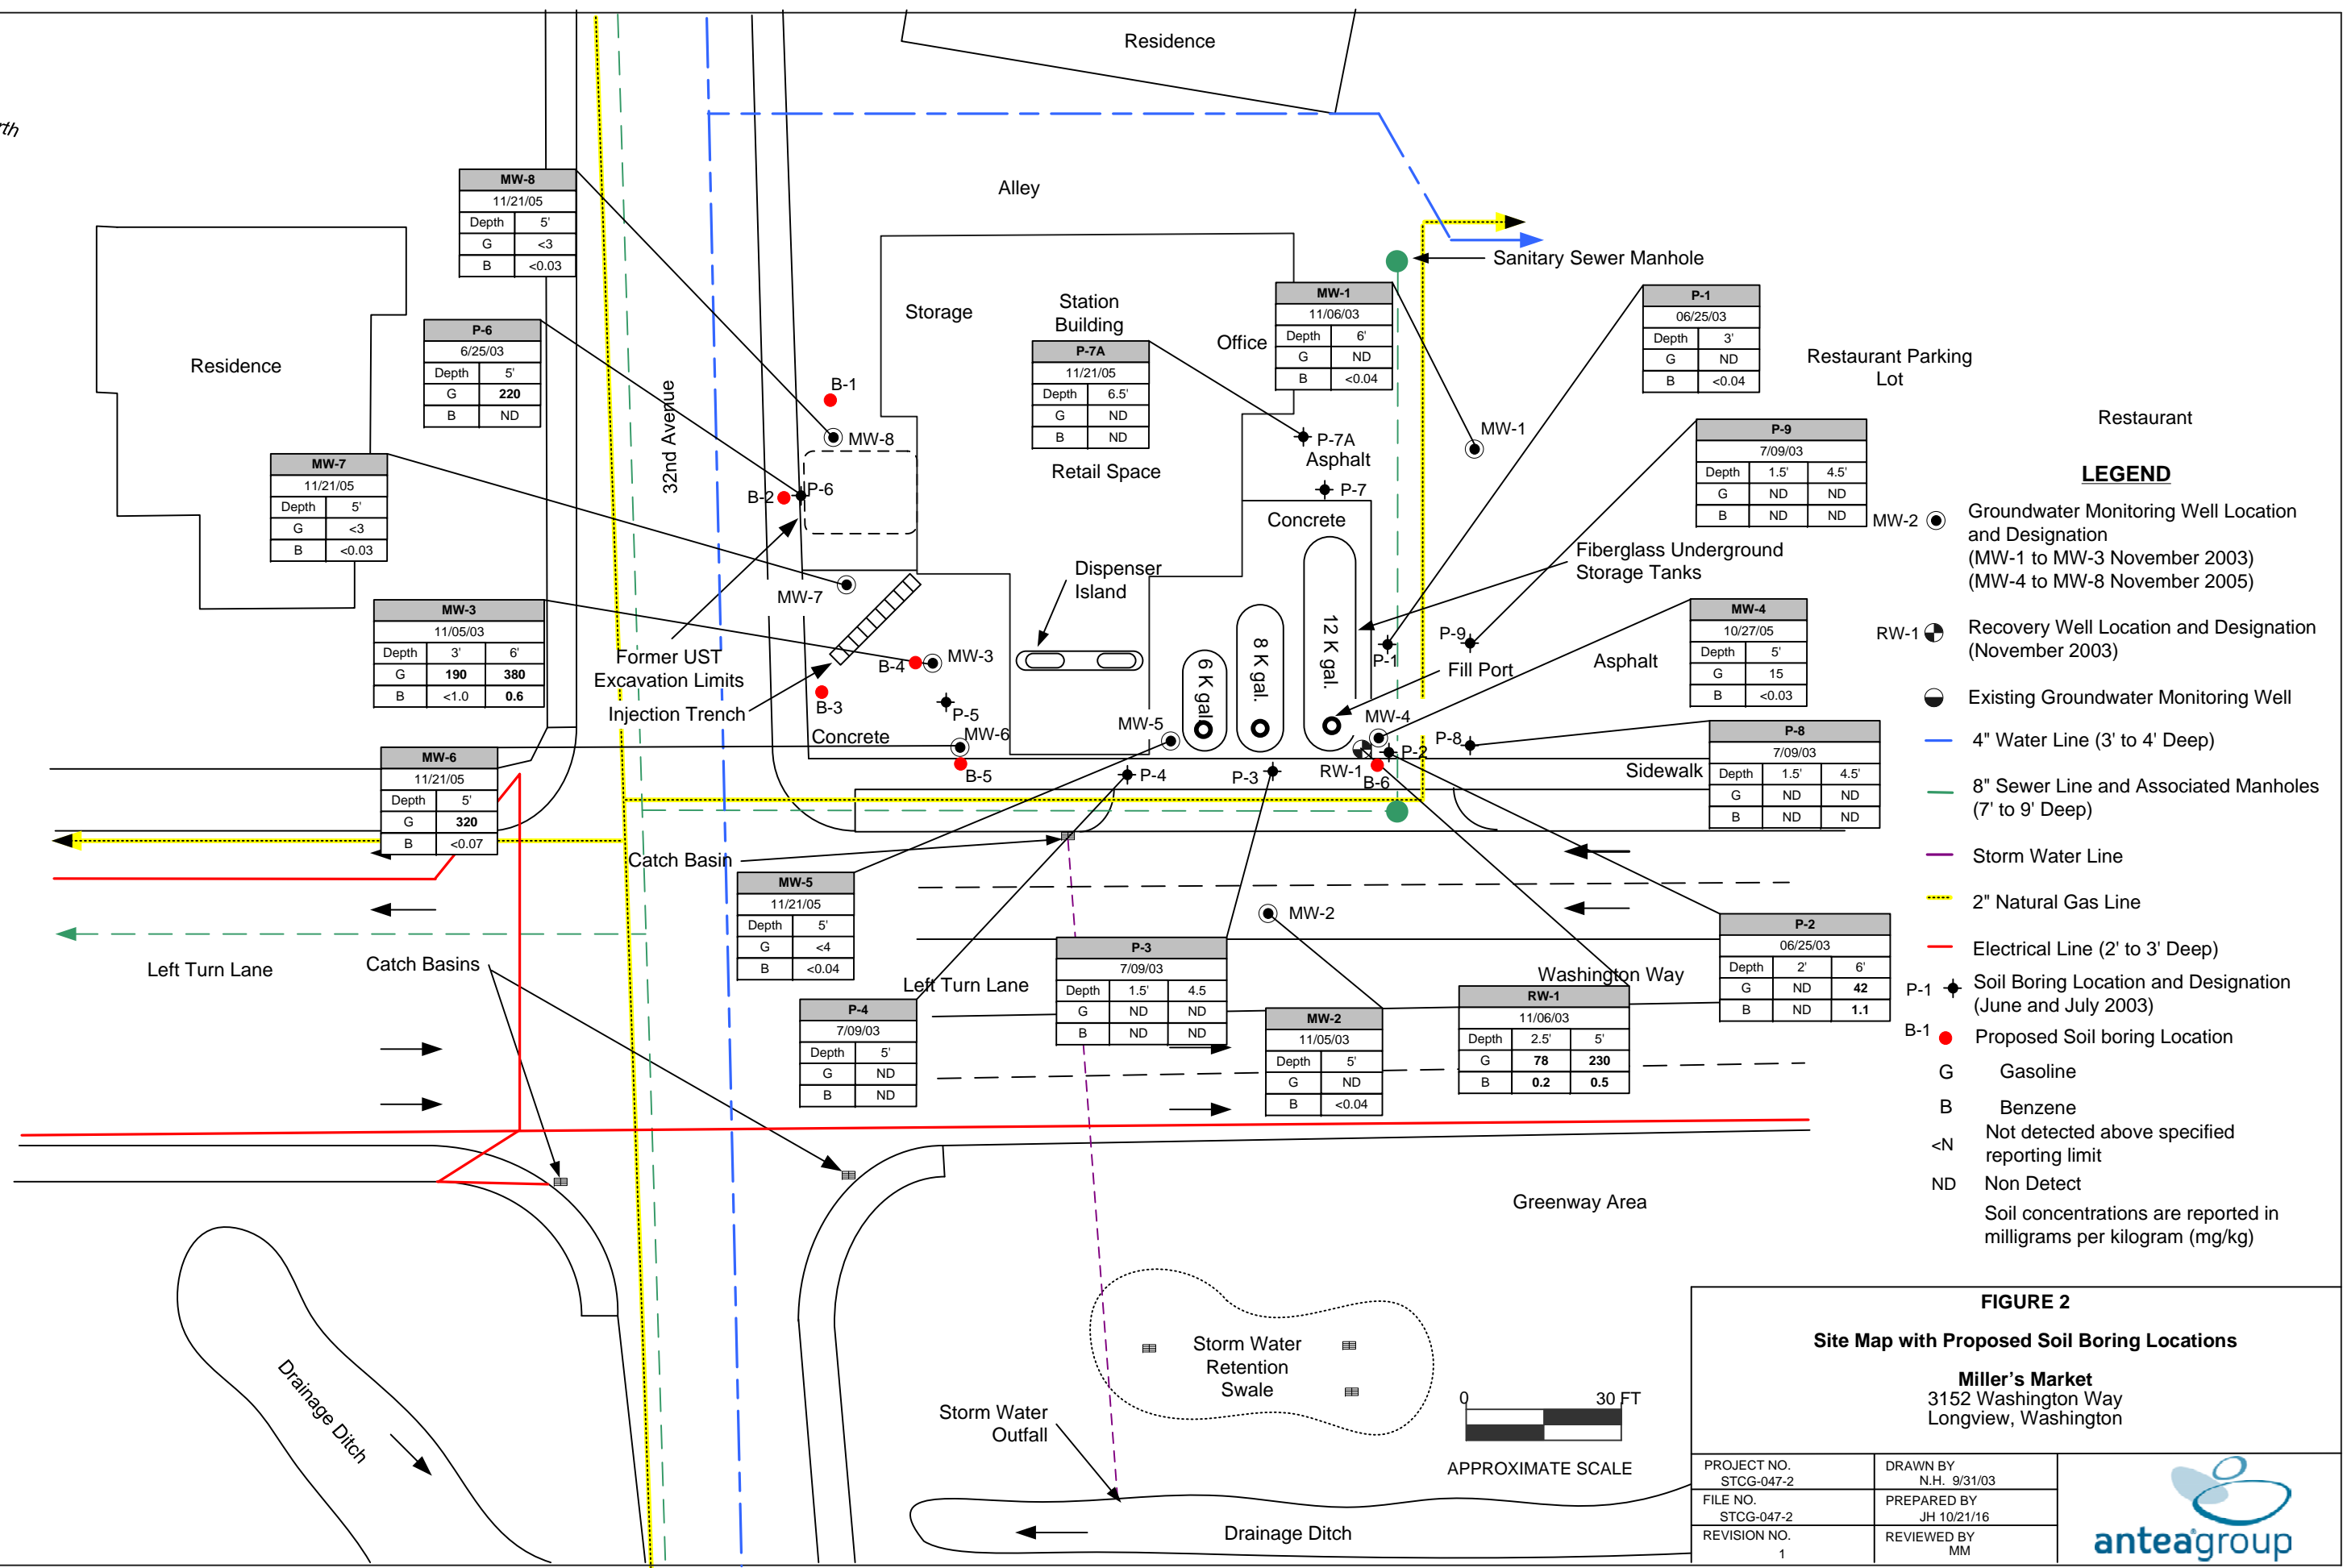 Residence
rth
Alley
MW-8
11/21/05
Depth 5'
G <3
B <0.03
Sanitary Sewer Manhole
Storage
Station
Building
Office
MW-1
11/06/03
Depth 6'
G ND
B <0.04
P-1
06/25/03
Depth 3'
G ND
B <0.04
Restaurant Parking
Lot
Restaurant
P-6
6/25/03
Depth 5'
G 220
B ND
P-7A
11/21/05
Depth 6.5'
G ND
B ND
Residence
32nd Avenue
B-1
MW-8
P-7A
Asphalt
MW-1
Retail Space
P-9
7/09/03
Depth 1.5' 4.5'
G ND ND
B ND ND
MW-7
11/21/05
Depth 5'
G <3
B <0.03
B-2
P-6
P-7
Concrete
Fiberglass Underground
Storage Tanks
Dispenser
Island
MW-7
MW-3
11/05/03
Depth 3' 6'
G 190 380
B <1.0 0.6
12 K gal.
8 K gal.
6 K gal.
P-9
P-1
Asphalt
Fill Port
MW-4
10/27/05
Depth 5'
G 15
B <0.03
Former UST
Excavation Limits
B-4
MW-3
B-3
P-5
Injection Trench
Concrete
MW-6
MW-5
MW-4
P-8
P-2
RW-1
B-6
B-5
P-4
P-3
Sidewalk
P-8
7/09/03
Depth 1.5' 4.5'
G ND ND
B ND ND
MW-6
11/21/05
Depth 5'
G 320
B <0.07
Catch Basin
MW-5
11/21/05
Depth 5'
G <4
B <0.04
MW-2
Left Turn Lane
Catch Basins
Left Turn Lane
Washington Way
P-3
7/09/03
Depth 1.5' 4.5
G ND ND
B ND ND
P-2
06/25/03
Depth 2' 6'
G ND 42
B ND 1.1
P-4
7/09/03
Depth 5'
G ND
B ND
MW-2
11/05/03
Depth 5'
G ND
B <0.04
RW-1
11/06/03
Depth 2.5' 5'
G 78 230
B 0.2 0.5
Greenway Area
Storm Water
Retention
Swale
Storm Water
Outfall
Drainage Ditch
Drainage Ditch
0 30 FT
APPROXIMATE SCALE
LEGEND
MW-2 Groundwater Monitoring Well Location
and Designation
(MW-1 to MW-3 November 2003)
(MW-4 to MW-8 November 2005)
RW-1 Recovery Well Location and Designation
(November 2003)
Existing Groundwater Monitoring Well
4" Water Line (3' to 4' Deep)
8" Sewer Line and Associated Manholes
(7' to 9' Deep)
Storm Water Line
2" Natural Gas Line
Electrical Line (2' to 3' Deep)
P-1 Soil Boring Location and Designation
(June and July 2003)
B-1 Proposed Soil boring Location
G Gasoline
B Benzene
<N Not detected above specified
reporting limit
ND Non Detect
Soil concentrations are reported in
milligrams per kilogram (mg/kg)
FIGURE 2
Site Map with Proposed Soil Boring Locations
Miller's Market
3152 Washington Way
Longview, Washington
PROJECT NO.
STCG-047-2
DRAWN BY
N.H. 9/31/03
FILE NO.
STCG-047-2
PREPARED BY
JH 10/21/16
REVISION NO.
1
REVIEWED BY
MM
anteagroup